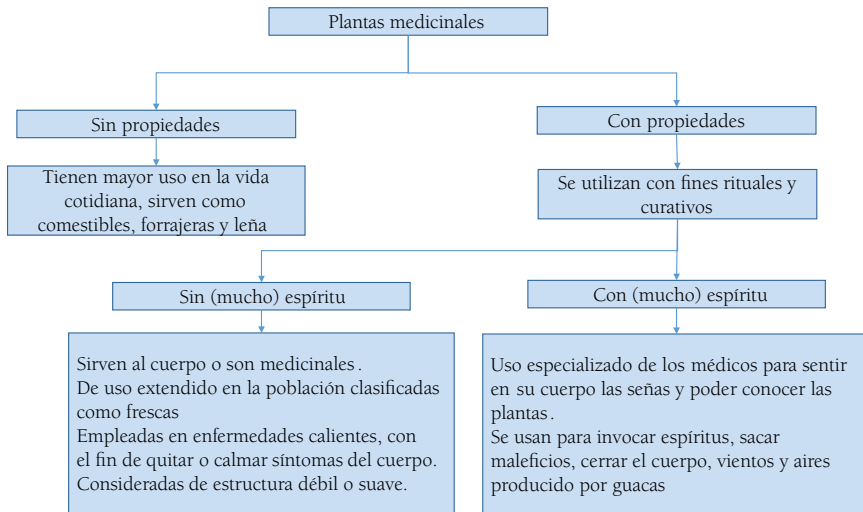 Plantas medicinales
Sin propiedades
Con propiedades
Tienen mayor uso en la vida
cotidiana, sirven como
comestibles, forrajeras y leña
Se utilizan con fines rituales y
curativos
Sin (mucho) espíritu
Con (mucho) espíritu
Sirven al cuerpo o son medicinales.
De uso extendido en la población clasificadas
como frescas
Empleadas en enfermedades calientes, con
el fin de quitar o calmar síntomas del cuerpo.
Consideradas de estructura débil o suave.
Uso especializado de los médicos para sentir
en su cuerpo las señas y poder conocer las
plantas.
Se usan para invocar espíritus, sacar
maleficios, cerrar el cuerpo, vientos y aires
producido por guacas